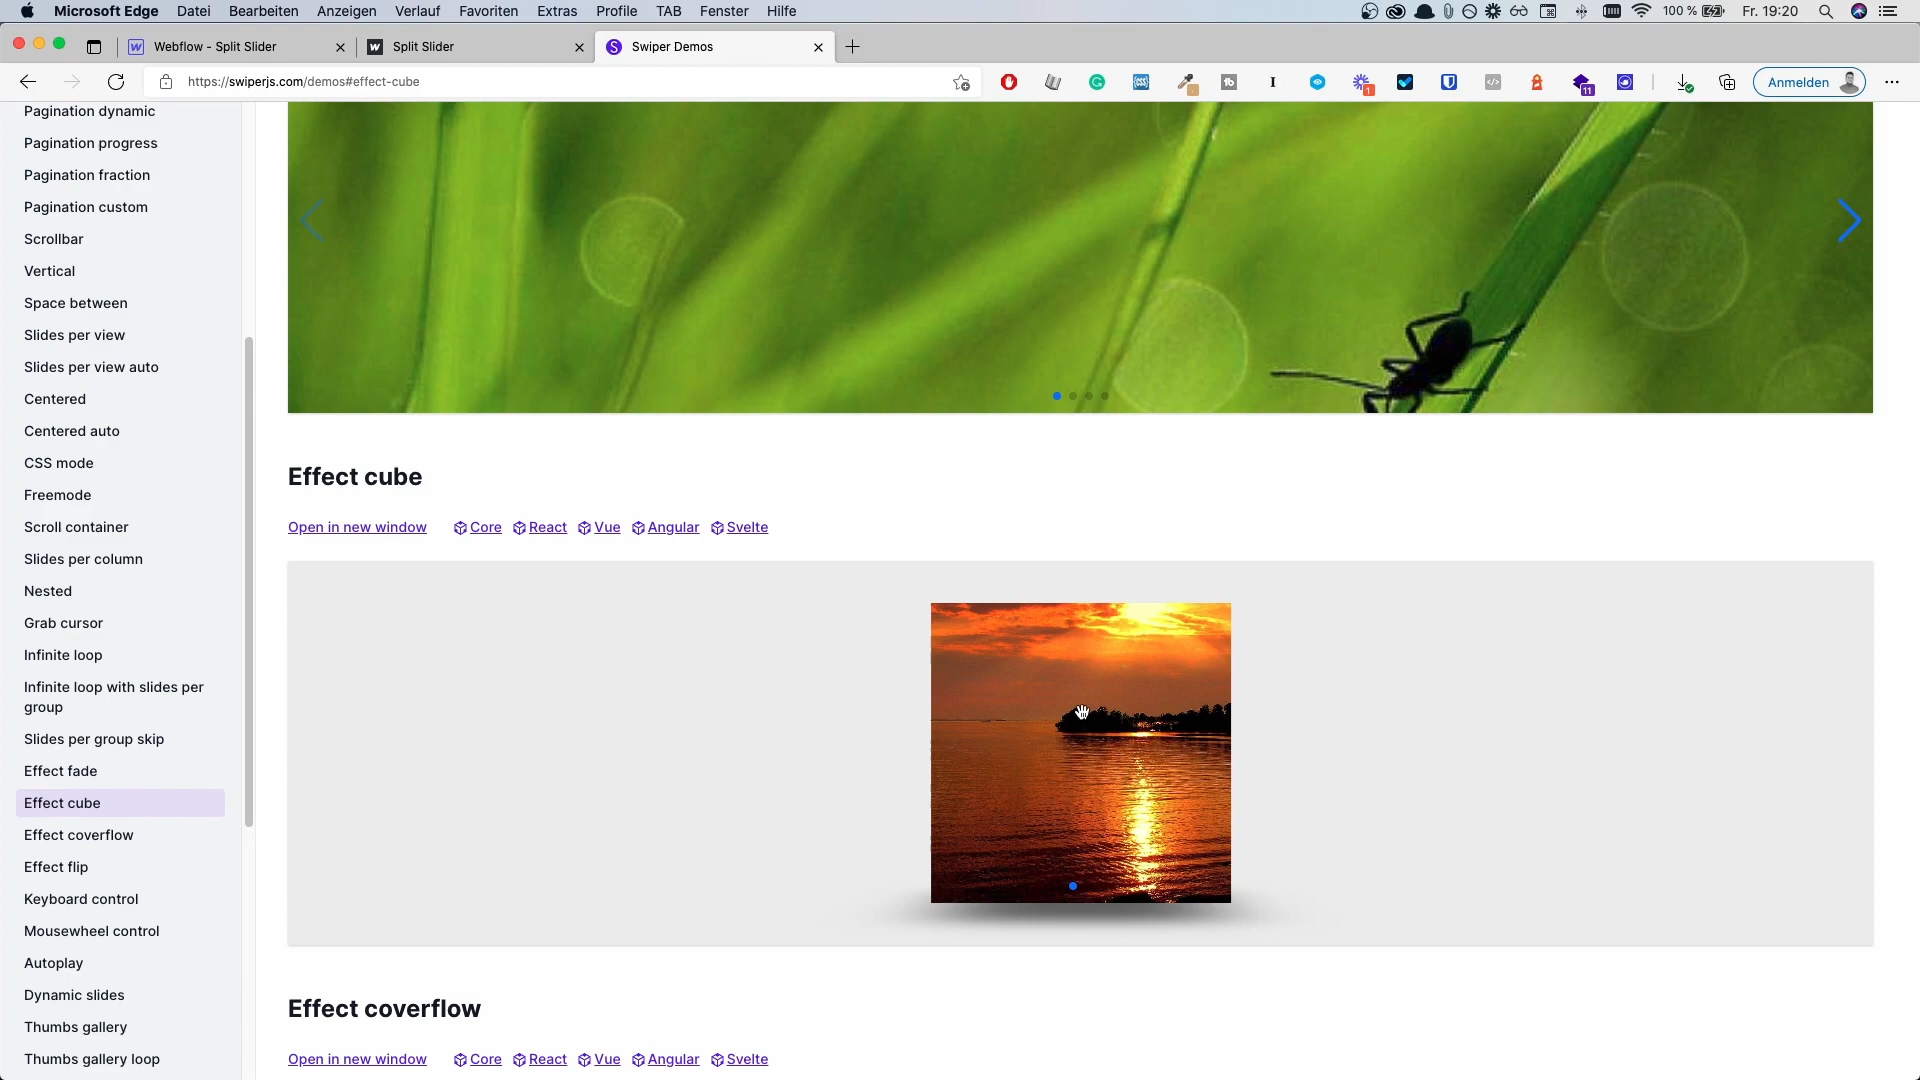 Microsoft Edge Datei Bearbeiten Anzeigen Verlauf Favoriten Extras Profile TAB Fenster Hilfe 100 % Fr. 19:20
Webflow - Split Slider Split Slider Swiper Demos
https://swiperjs.com/demos#effect-cube Anmelden
Pagination dynamic
Pagination progress
Pagination fraction
Pagination custom
Scrollbar
Vertical
Space between
Slides per view
Slides per view auto
Centered
Centered auto
CSS mode
Freemode
Scroll container
Slides per column
Nested
Grab cursor
Infinite loop
Infinite loop with slides per
group
Slides per group skip
Effect fade
Effect cube
Effect coverflow
Effect flip
Keyboard control
Mousewheel control
Autoplay
Dynamic slides
Thumbs gallery
Thumbs gallery loop
Effect cube
Open in new window Core React Vue Angular Svelte
Effect coverflow
Open in new window Core React Vue Angular Svelte